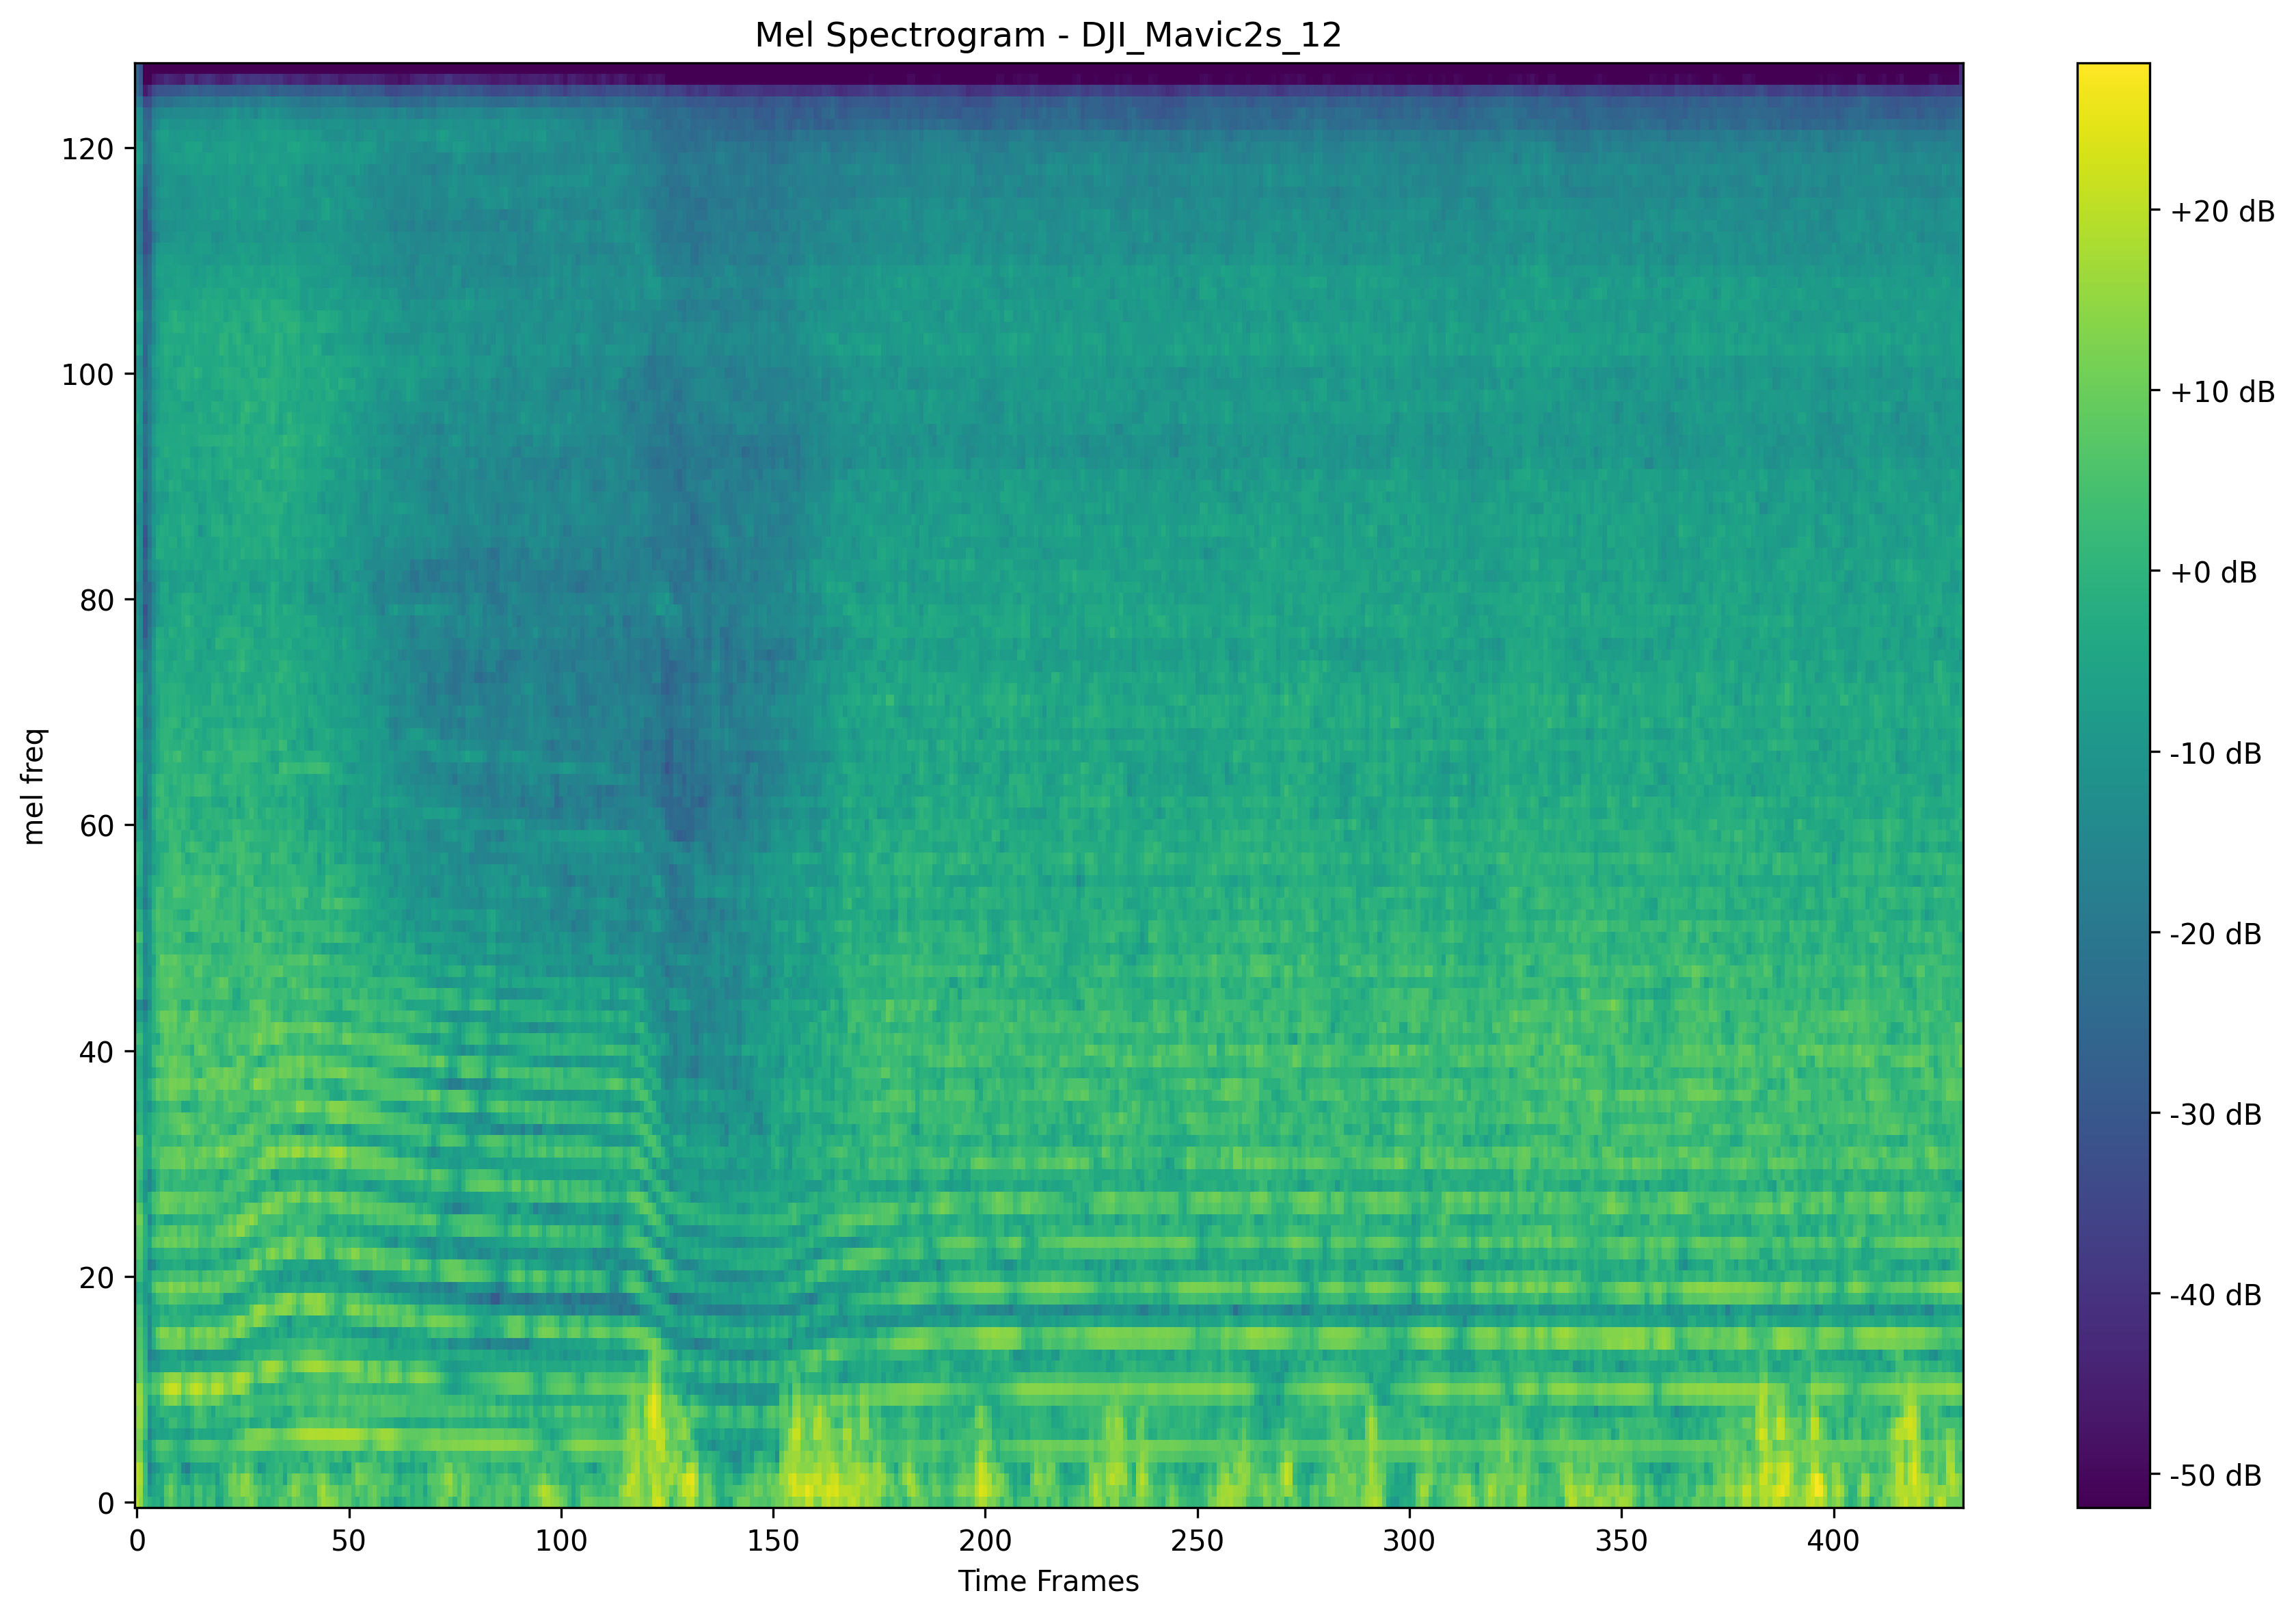 Mel Spectrogram - DJI_Mavic2s_12
mel freq
120
100
80
60
40
20
0
0 50 100 150 200 250 300 350 400
Time Frames
+20 dB
+10 dB
+0 dB
-10 dB
-20 dB
-30 dB
-40 dB
-50 dB